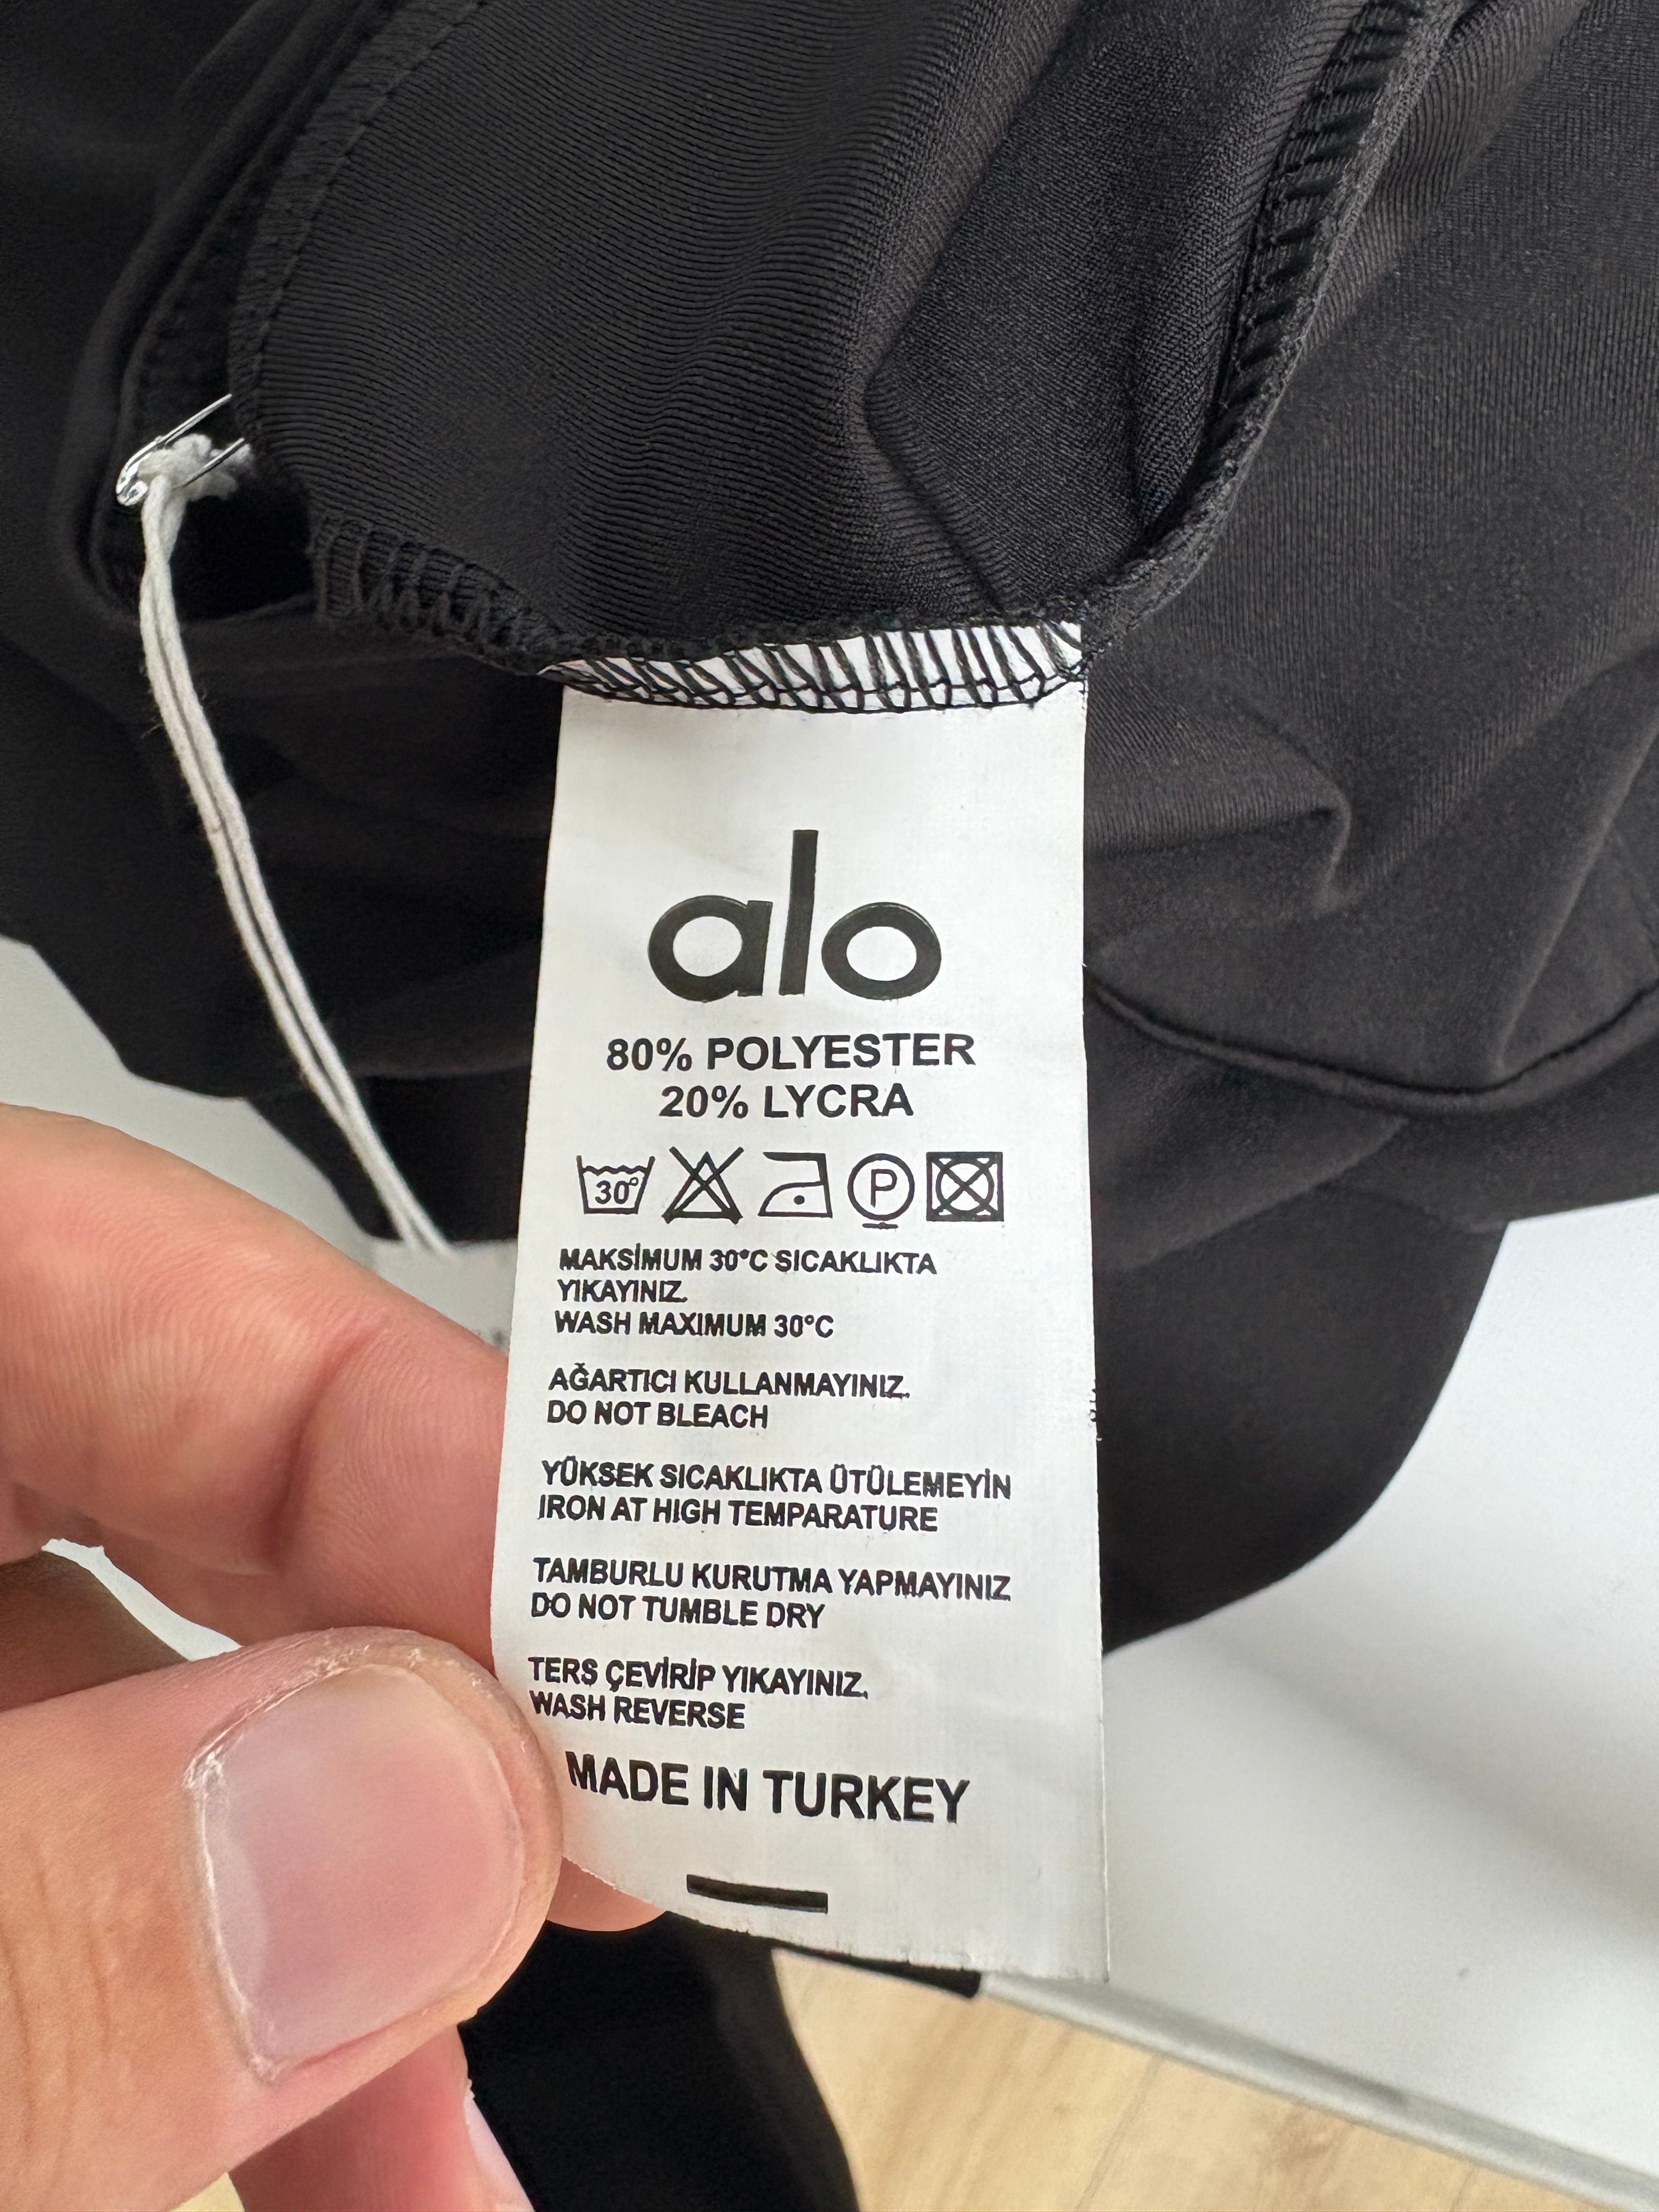 alo
80% POLYESTER
20% LYCRA
30° P
MAKSİMUM 30°C SICAKLIKTA
YIKAYINIZ.
WASH MAXIMUM 30°C
AĞARTICI KULLANMAYINIZ.
DO NOT BLEACH
YÜKSEK SICAKLIKTA ÜTÜLEMEYİN
IRON AT HIGH TEMPARATURE
TAMBURLU KURUTMA YAPMAYINIZ
DO NOT TUMBLE DRY
TERS ÇEVİRİP YIKAYINIZ.
WASH REVERSE
MADE IN TURKEY